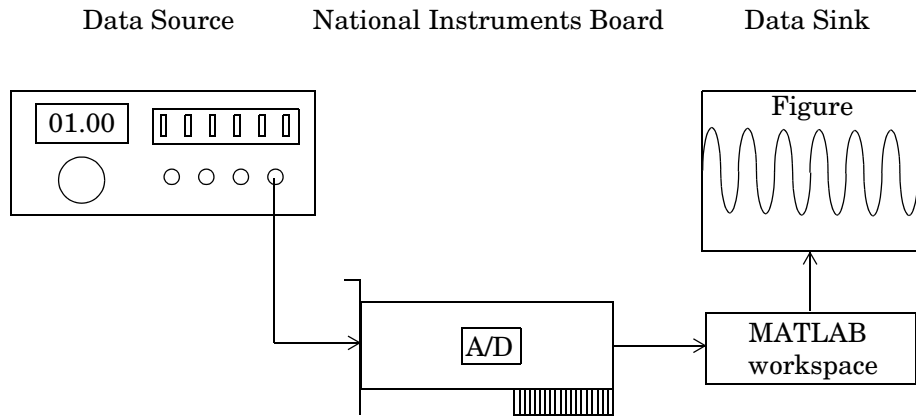 Data Source
National Instruments Board
Data Sink
01.00
Figure
A/D
MATLAB
workspace